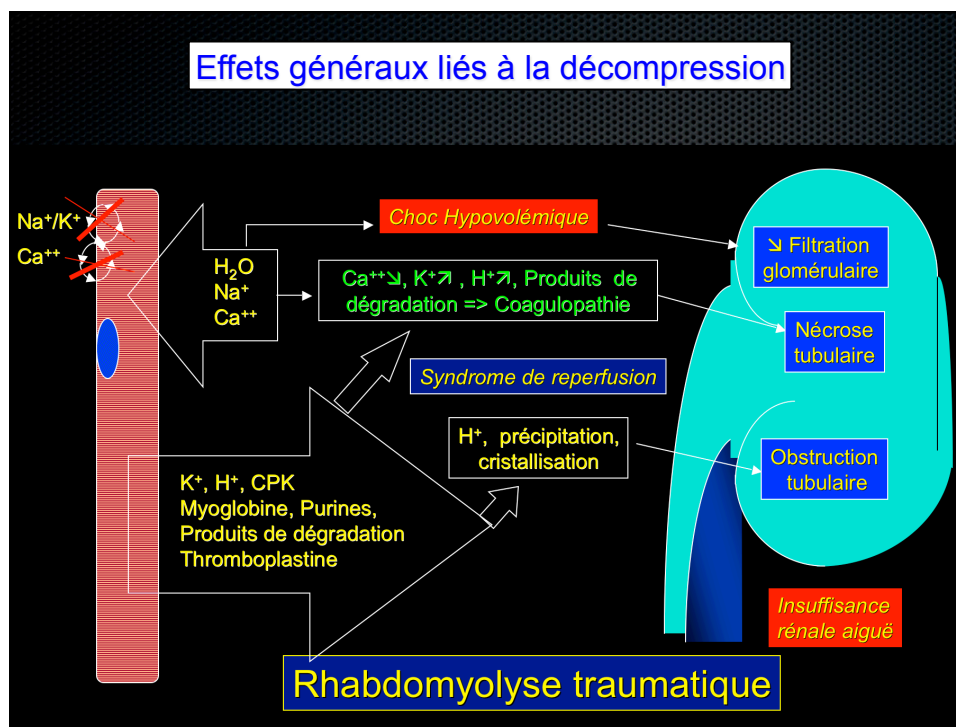 Effets généraux liés à la décompression
Na⁺/K⁺
Ca⁺⁺
H₂O
Na⁺
Ca⁺⁺
Choc Hypovolémique
Ca⁺⁺↘, K⁺↗ , H⁺↗, Produits de
dégradation => Coagulopathie
Syndrome de reperfusion
H⁺, précipitation,
cristallisation
K⁺, H⁺, CPK
Myoglobine, Purines,
Produits de dégradation
Thromboplastine
↘ Filtration
glomérulaire
Nécrose
tubulaire
Obstruction
tubulaire
Insuffisance
rénale aiguë
Rhabdomyolyse traumatique